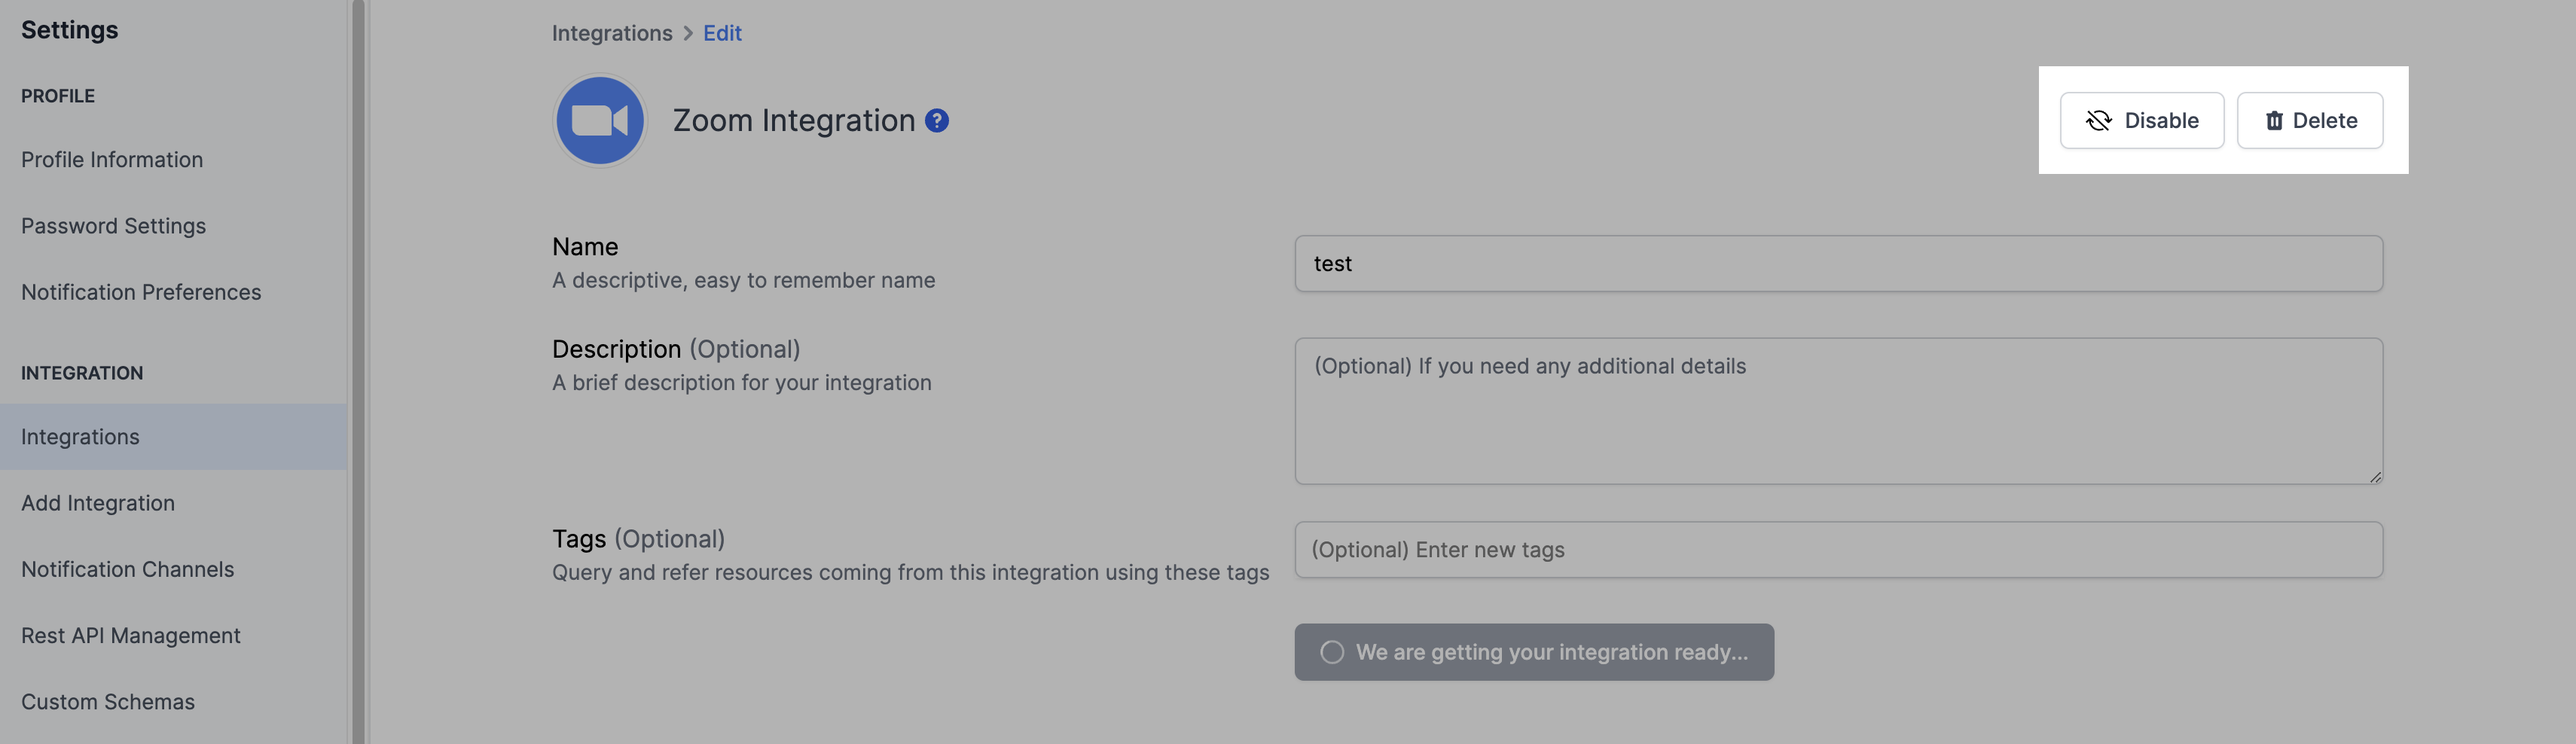 Settings
PROFILE
Profile Information
Password Settings
Notification Preferences
INTEGRATION
Integrations
Add Integration
Notification Channels
Rest API Management
Custom Schemas
Integrations > Edit
Zoom Integration ?
Disable
Delete
Name
A descriptive, easy to remember name
test
Description (Optional)
A brief description for your integration
(Optional) If you need any additional details
Tags (Optional)
Query and refer resources coming from this integration using these tags
(Optional) Enter new tags
We are getting your integration ready...